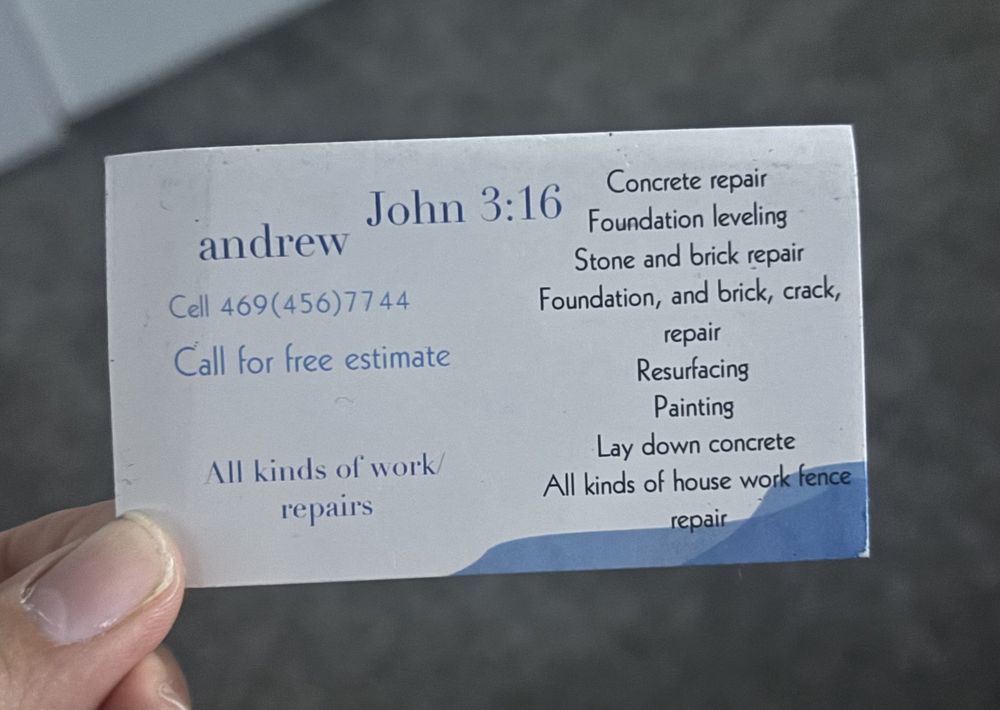 John 3:16
andrew
Cell 469(456)7744
Call for free estimate
All kinds of work/
repairs
Concrete repair
Foundation leveling
Stone and brick repair
Foundation, and brick, crack,
repair
Resurfacing
Painting
Lay down concrete
All kinds of house work fence
repair